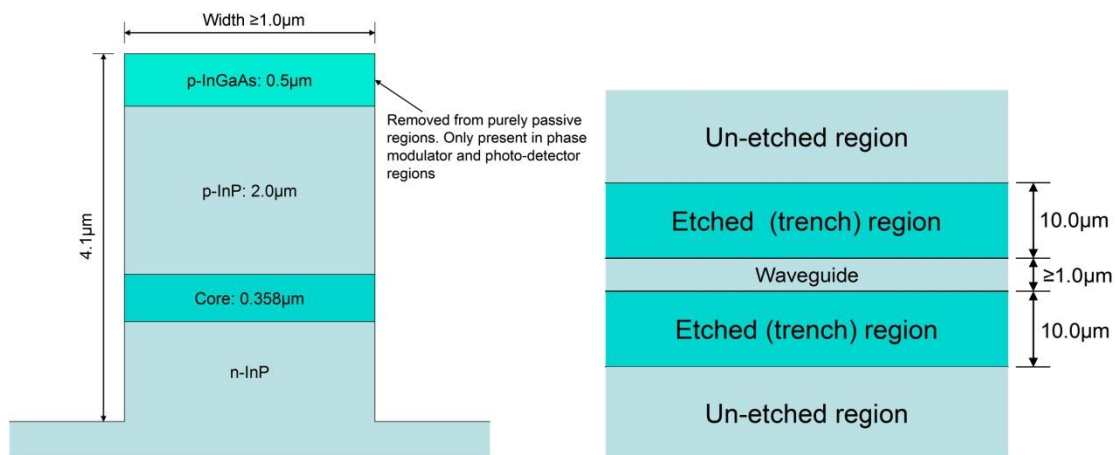 Width ≥1.0μm
p-InGaAs: 0.5μm
Removed from purely passive
regions. Only present in phase
modulator and photo-detector
regions
p-InP: 2.0μm
4.1μm
Core: 0.358μm
n-InP
Un-etched region
Etched (trench) region
10.0μm
Waveguide
≥1.0μm
Etched (trench) region
10.0μm
Un-etched region